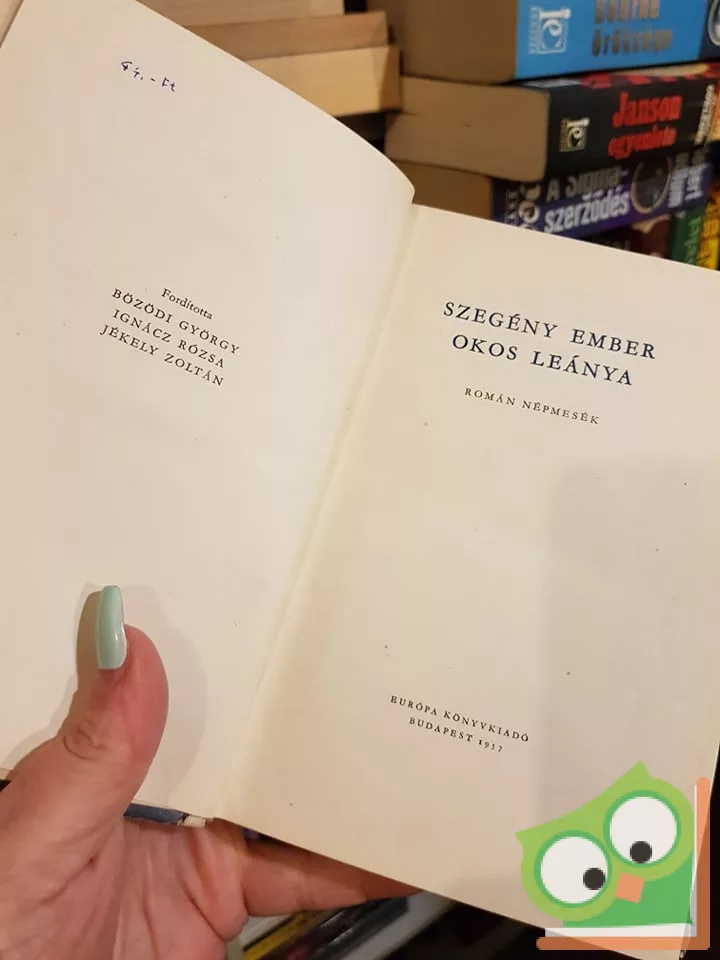 Fordította
BÖZÖDI GYÖRGY
IGNÁCZ RÓZSA
JÉKELY ZOLTÁN
SZEGÉNY EMBER
OKOS LEÁNYA
ROMÁN NÉPMESÉK
EURÓPA KÖNYVKIADÓ
BUDAPEST 1957
öröksége
Janson
egyenlete
A Sigma-
szerződés